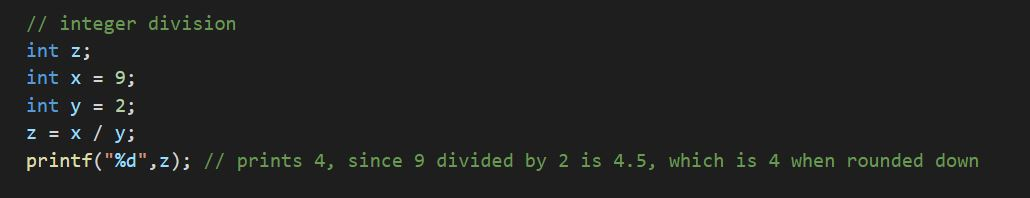 // integer division
int z;
int x = 9;
int y = 2;
z = x / y;
printf("%d",z); // prints 4, since 9 divided by 2 is 4.5, which is 4 when rounded down